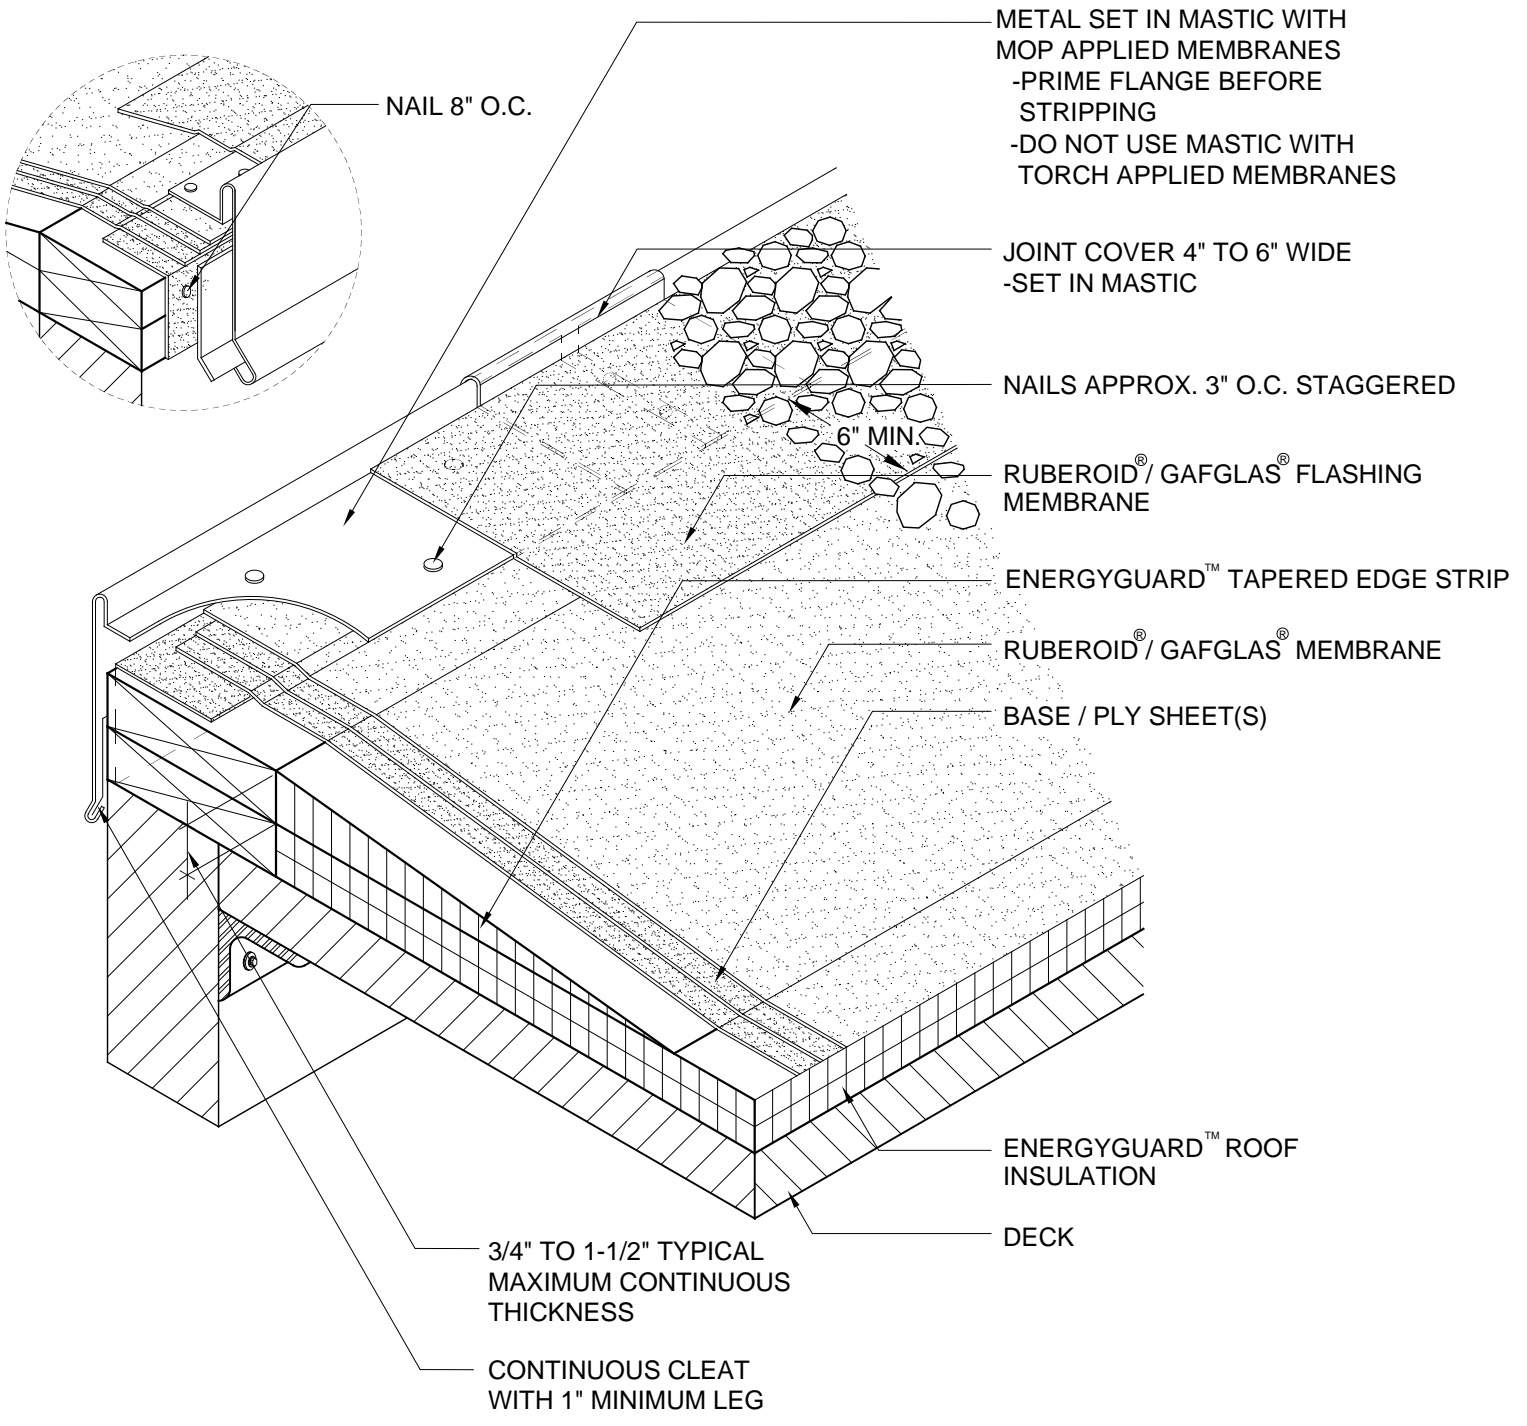 METAL SET IN MASTIC WITH
MOP APPLIED MEMBRANES
-PRIME FLANGE BEFORE
STRIPPING
-DO NOT USE MASTIC WITH
TORCH APPLIED MEMBRANES
NAIL 8" O.C.
JOINT COVER 4" TO 6" WIDE
-SET IN MASTIC
NAILS APPROX. 3" O.C. STAGGERED
6" MIN.
RUBEROID®/ GAFGLAS® FLASHING
MEMBRANE
ENERGYGUARD™ TAPERED EDGE STRIP
RUBEROID®/ GAFGLAS® MEMBRANE
BASE / PLY SHEET(S)
ENERGYGUARD™ ROOF
INSULATION
DECK
3/4" TO 1-1/2" TYPICAL
MAXIMUM CONTINUOUS
THICKNESS
CONTINUOUS CLEAT
WITH 1" MINIMUM LEG